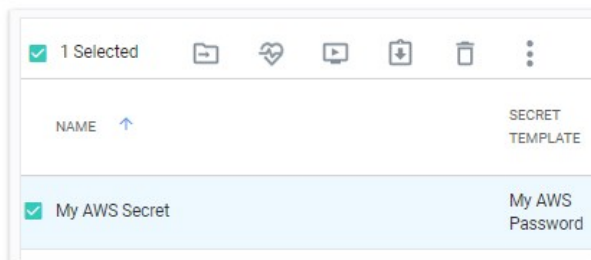 1 Selected
NAME
SECRET
TEMPLATE
My AWS Secret
My AWS
Password